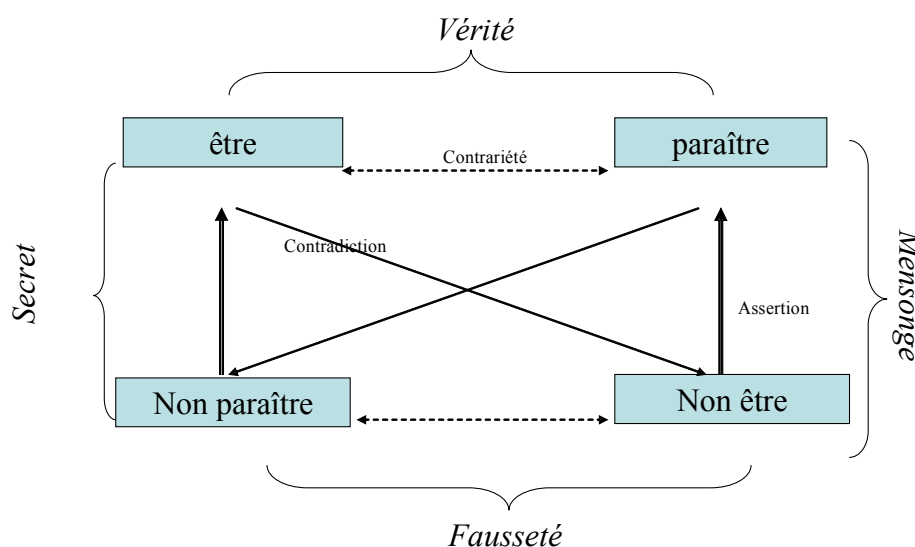 Vérité
être
paraître
Contrariété
Contradiction
Secret
Mensonge
Assertion
Non paraître
Non être
Fausseté